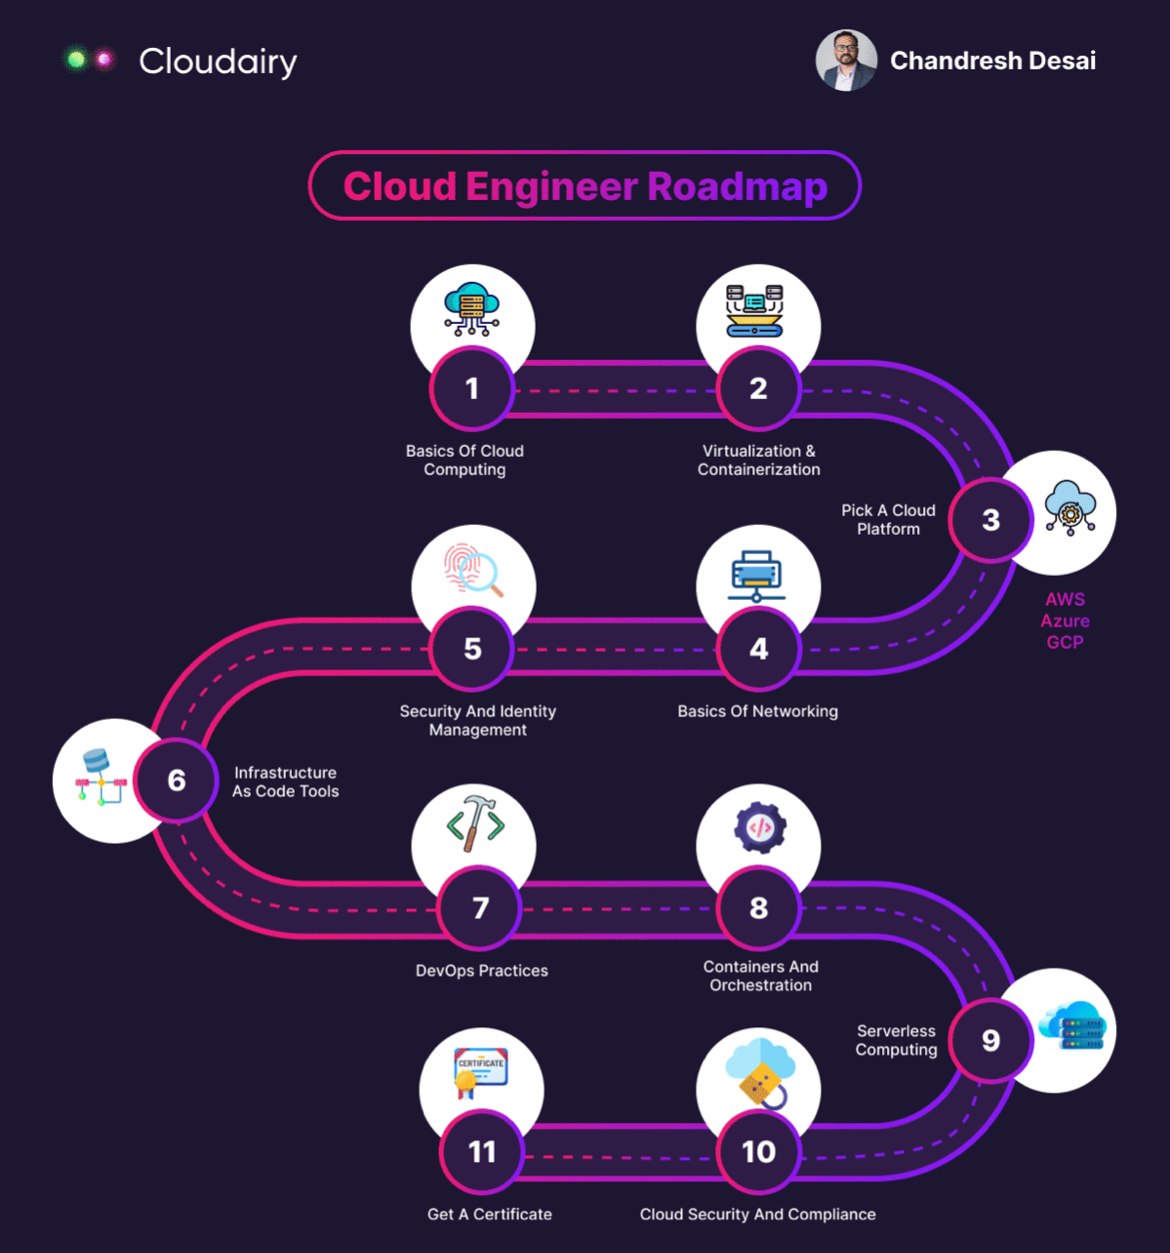 Cloudairy
Chandresh Desai
Cloud Engineer Roadmap
1
Basics Of Cloud
Computing
2
Virtualization &
Containerization
3
Pick A Cloud
Platform
AWS
Azure
GCP
4
Basics Of Networking
5
Security And Identity
Management
6
Infrastructure
As Code Tools
7
DevOps Practices
8
Containers And
Orchestration
9
Serverless
Computing
10
Cloud Security And Compliance
CERTIFICATE
11
Get A Certificate